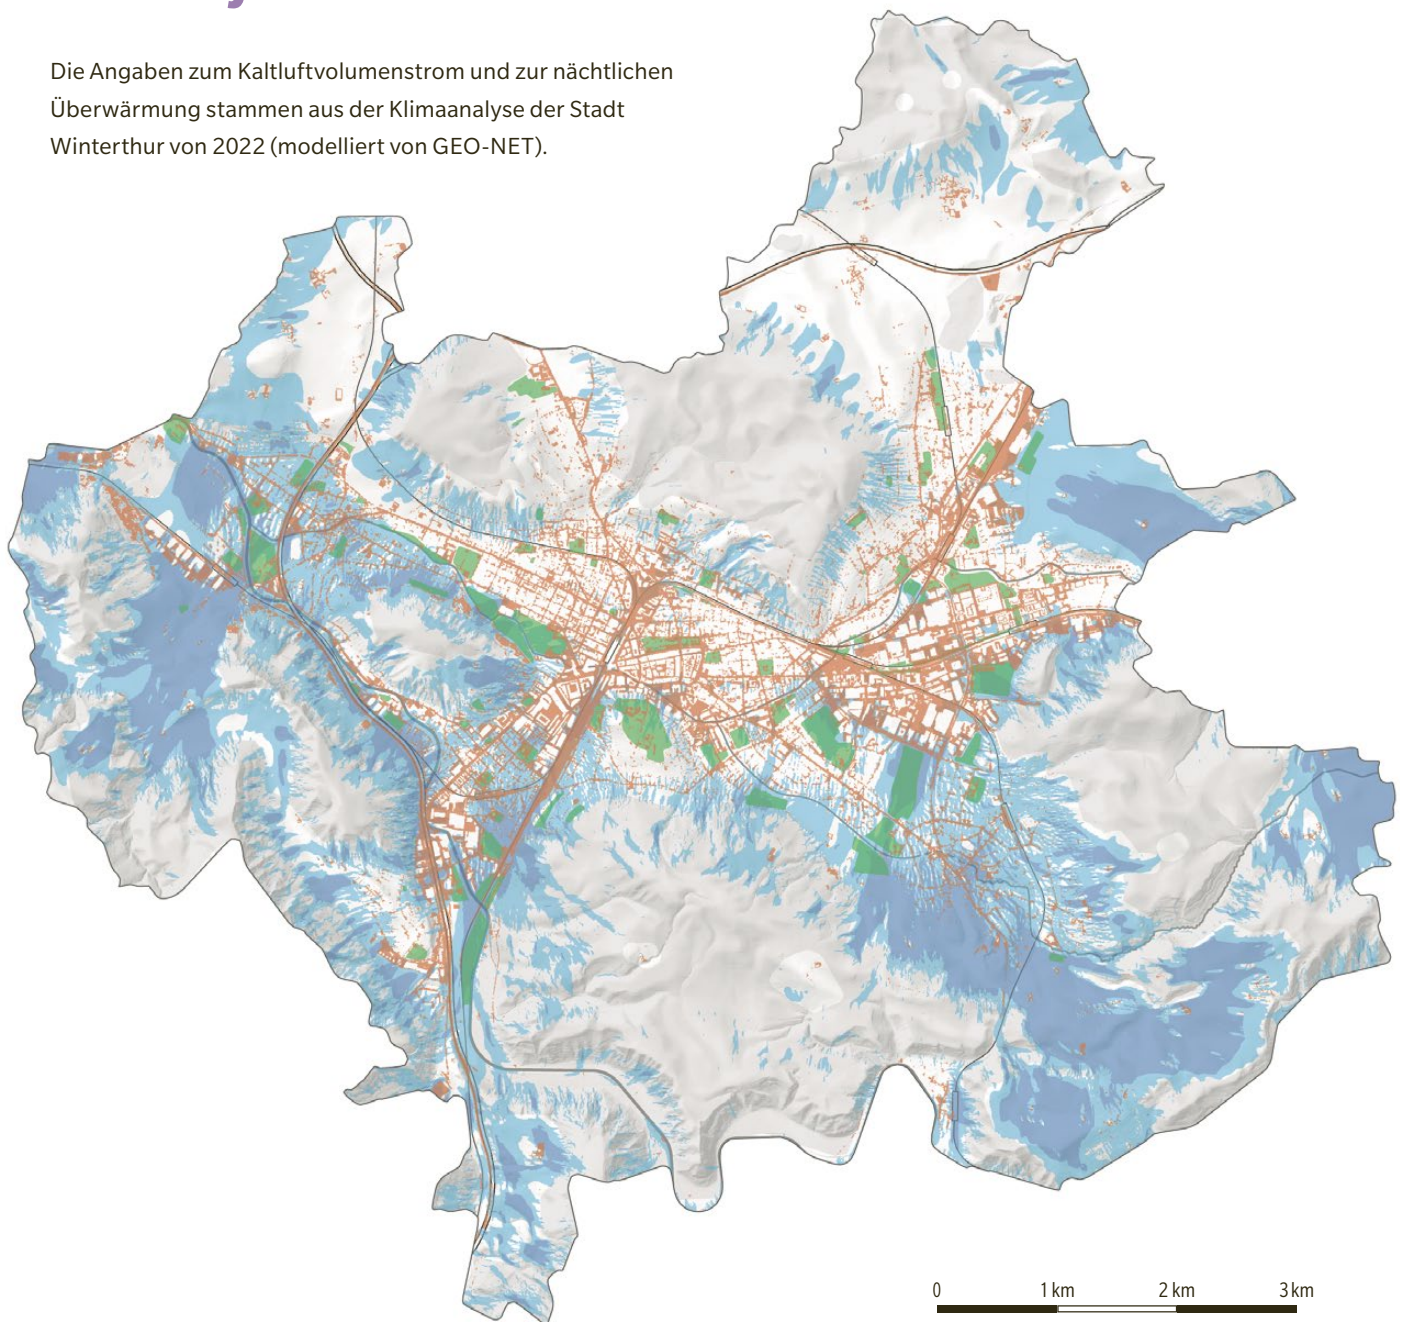 Die Angaben zum Kaltluftvolumenstrom und zur nächtlichen
Überwärmung stammen aus der Klimaanalyse der Stadt
Winterthur von 2022 (modelliert von GEO-NET).
0 1 km 2 km 3 km